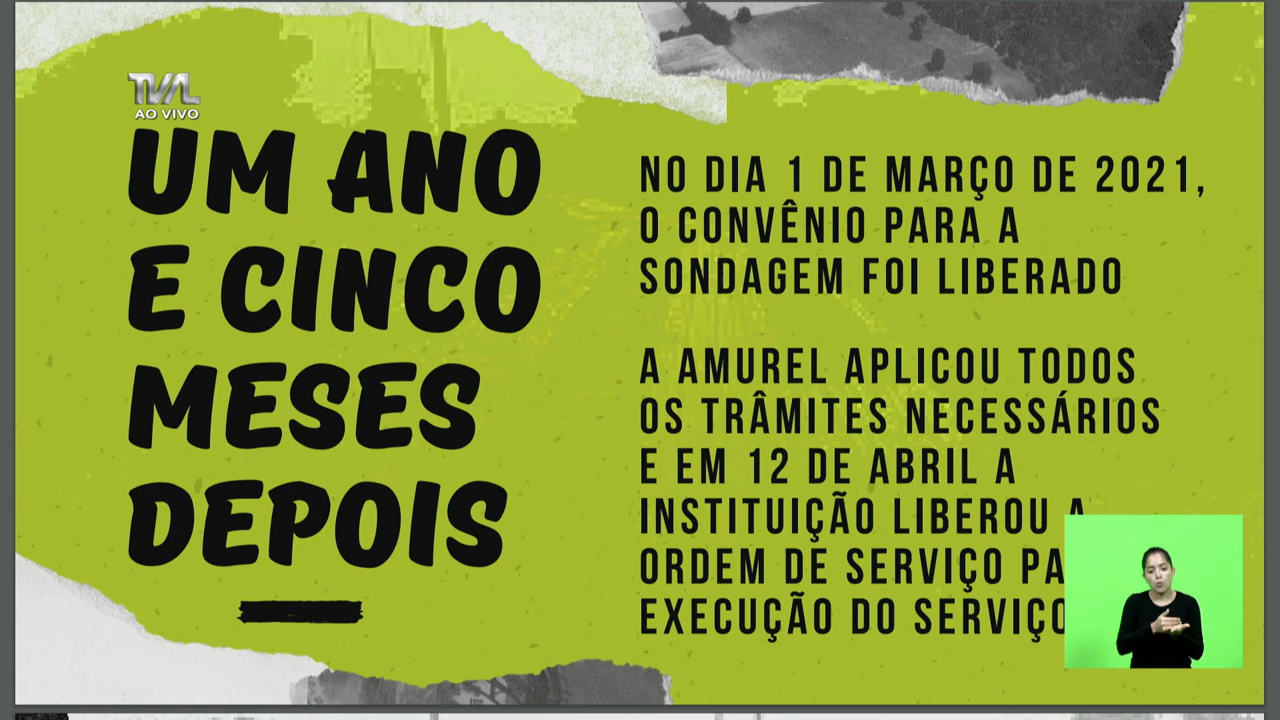 TVAL
AO VIVO
UM ANO
E CINCO
MESES
DEPOIS
NO DIA 1 DE MARÇO DE 2021,
O CONVÊNIO PARA A
SONDAGEM FOI LIBERADO
A AMUREL APLICOU TODOS
OS TRÂMITES NECESSÁRIOS
E EM 12 DE ABRIL A
INSTITUIÇÃO LIBEROU A
ORDEM DE SERVIÇO
EXECUÇÃO DO SERVIÇO